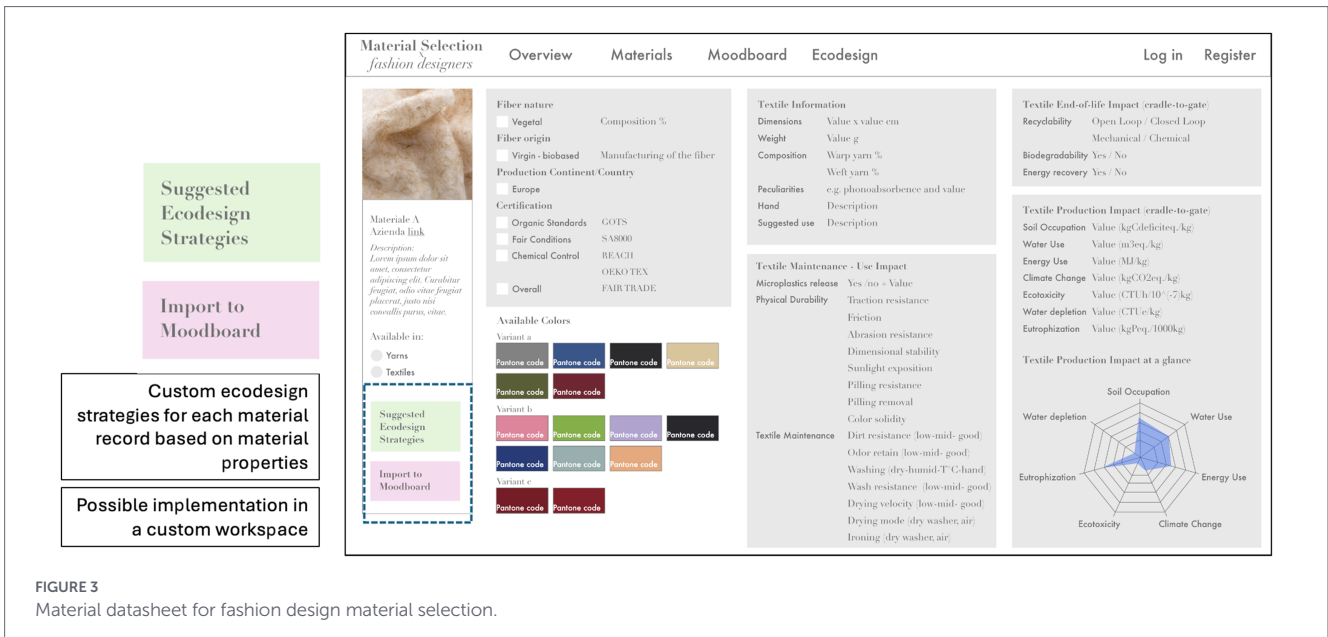 Material Selection
x
fashion designers
Overview Materials Moodboard Ecodesign Log in Register
Suggested
Ecodesign
Strategies
Import to
Moodboard
Custom ecodesign
strategies for each material
record based on material
properties
Possible implementation in
a custom workspace
Materiale A
Azienda link
Description:
Lorem ipsum dolor sit
amet, consectetur
adipiscing elit. Curabitur
feugiat, odio vitae feugiat
placerat, justo nisi
convallis purus, vitae.
Available in:
Yarns
Textiles
Suggested
Ecodesign
Strategies
Import to
Moodboard
Fiber nature
Vegetal Composition %
Fiber origin
Virgin - biobased Manufacturing of the fiber
Production Continent/Country
Europe
Certification
Organic Standards GOTS
Fair Conditions SA8000
Chemical Control REACH
OEKO TEX
Overall FAIR TRADE
Available Colors
Variant a
Pantone code Pantone code Pantone code Pantone code
Pantone code Pantone code
Variant b
Pantone code Pantone code Pantone code Pantone code
Pantone code Pantone code Pantone code
Variant c
Pantone code Pantone code
Textile Information
Dimensions Value x value cm
Weight Value g
Composition Warp yarn %
Weft yarn %
Peculiarities e.g. phonoabsorbence and value
Hand Description
Suggested use Description
Textile Maintenance - Use Impact
Microplastics release Yes /no + Value
Physical Durability Traction resistance
Friction
Abrasion resistance
Dimensional stability
Sunlight exposition
Pilling resistance
Pilling removal
Color solidity
Textile Maintenance Dirt resistance (low-mid- good)
Odor retain (low-mid- good)
Washing (dry-humid-T°C-hand)
Wash resistance (low-mid- good)
Drying velocity (low-mid- good)
Drying mode (dry washer, air)
Ironing (dry washer, air)
Textile End-of-life Impact (cradle-to-gate)
Recyclability Open Loop / Closed Loop
Mechanical / Chemical
Biodegradability Yes / No
Energy recovery Yes / No
Textile Production Impact (cradle-to-gate)
Soil Occupation Value (kgCdeficiteq./kg)
Water Use Value (m3eq./kg)
Energy Use Value (MJ/kg)
Climate Change Value (kgCO2eq./kg)
Ecotoxicity Value (CTUh/10^(-7)kg)
Water depletion Value (CTUe/kg)
Eutrophization Value (kgPeq./1000kg)
Textile Production Impact at a glance
Soil Occupation
Water depletion Water Use
Eutrophization Energy Use
Ecotoxicity Climate Change
FIGURE 3
Material datasheet for fashion design material selection.